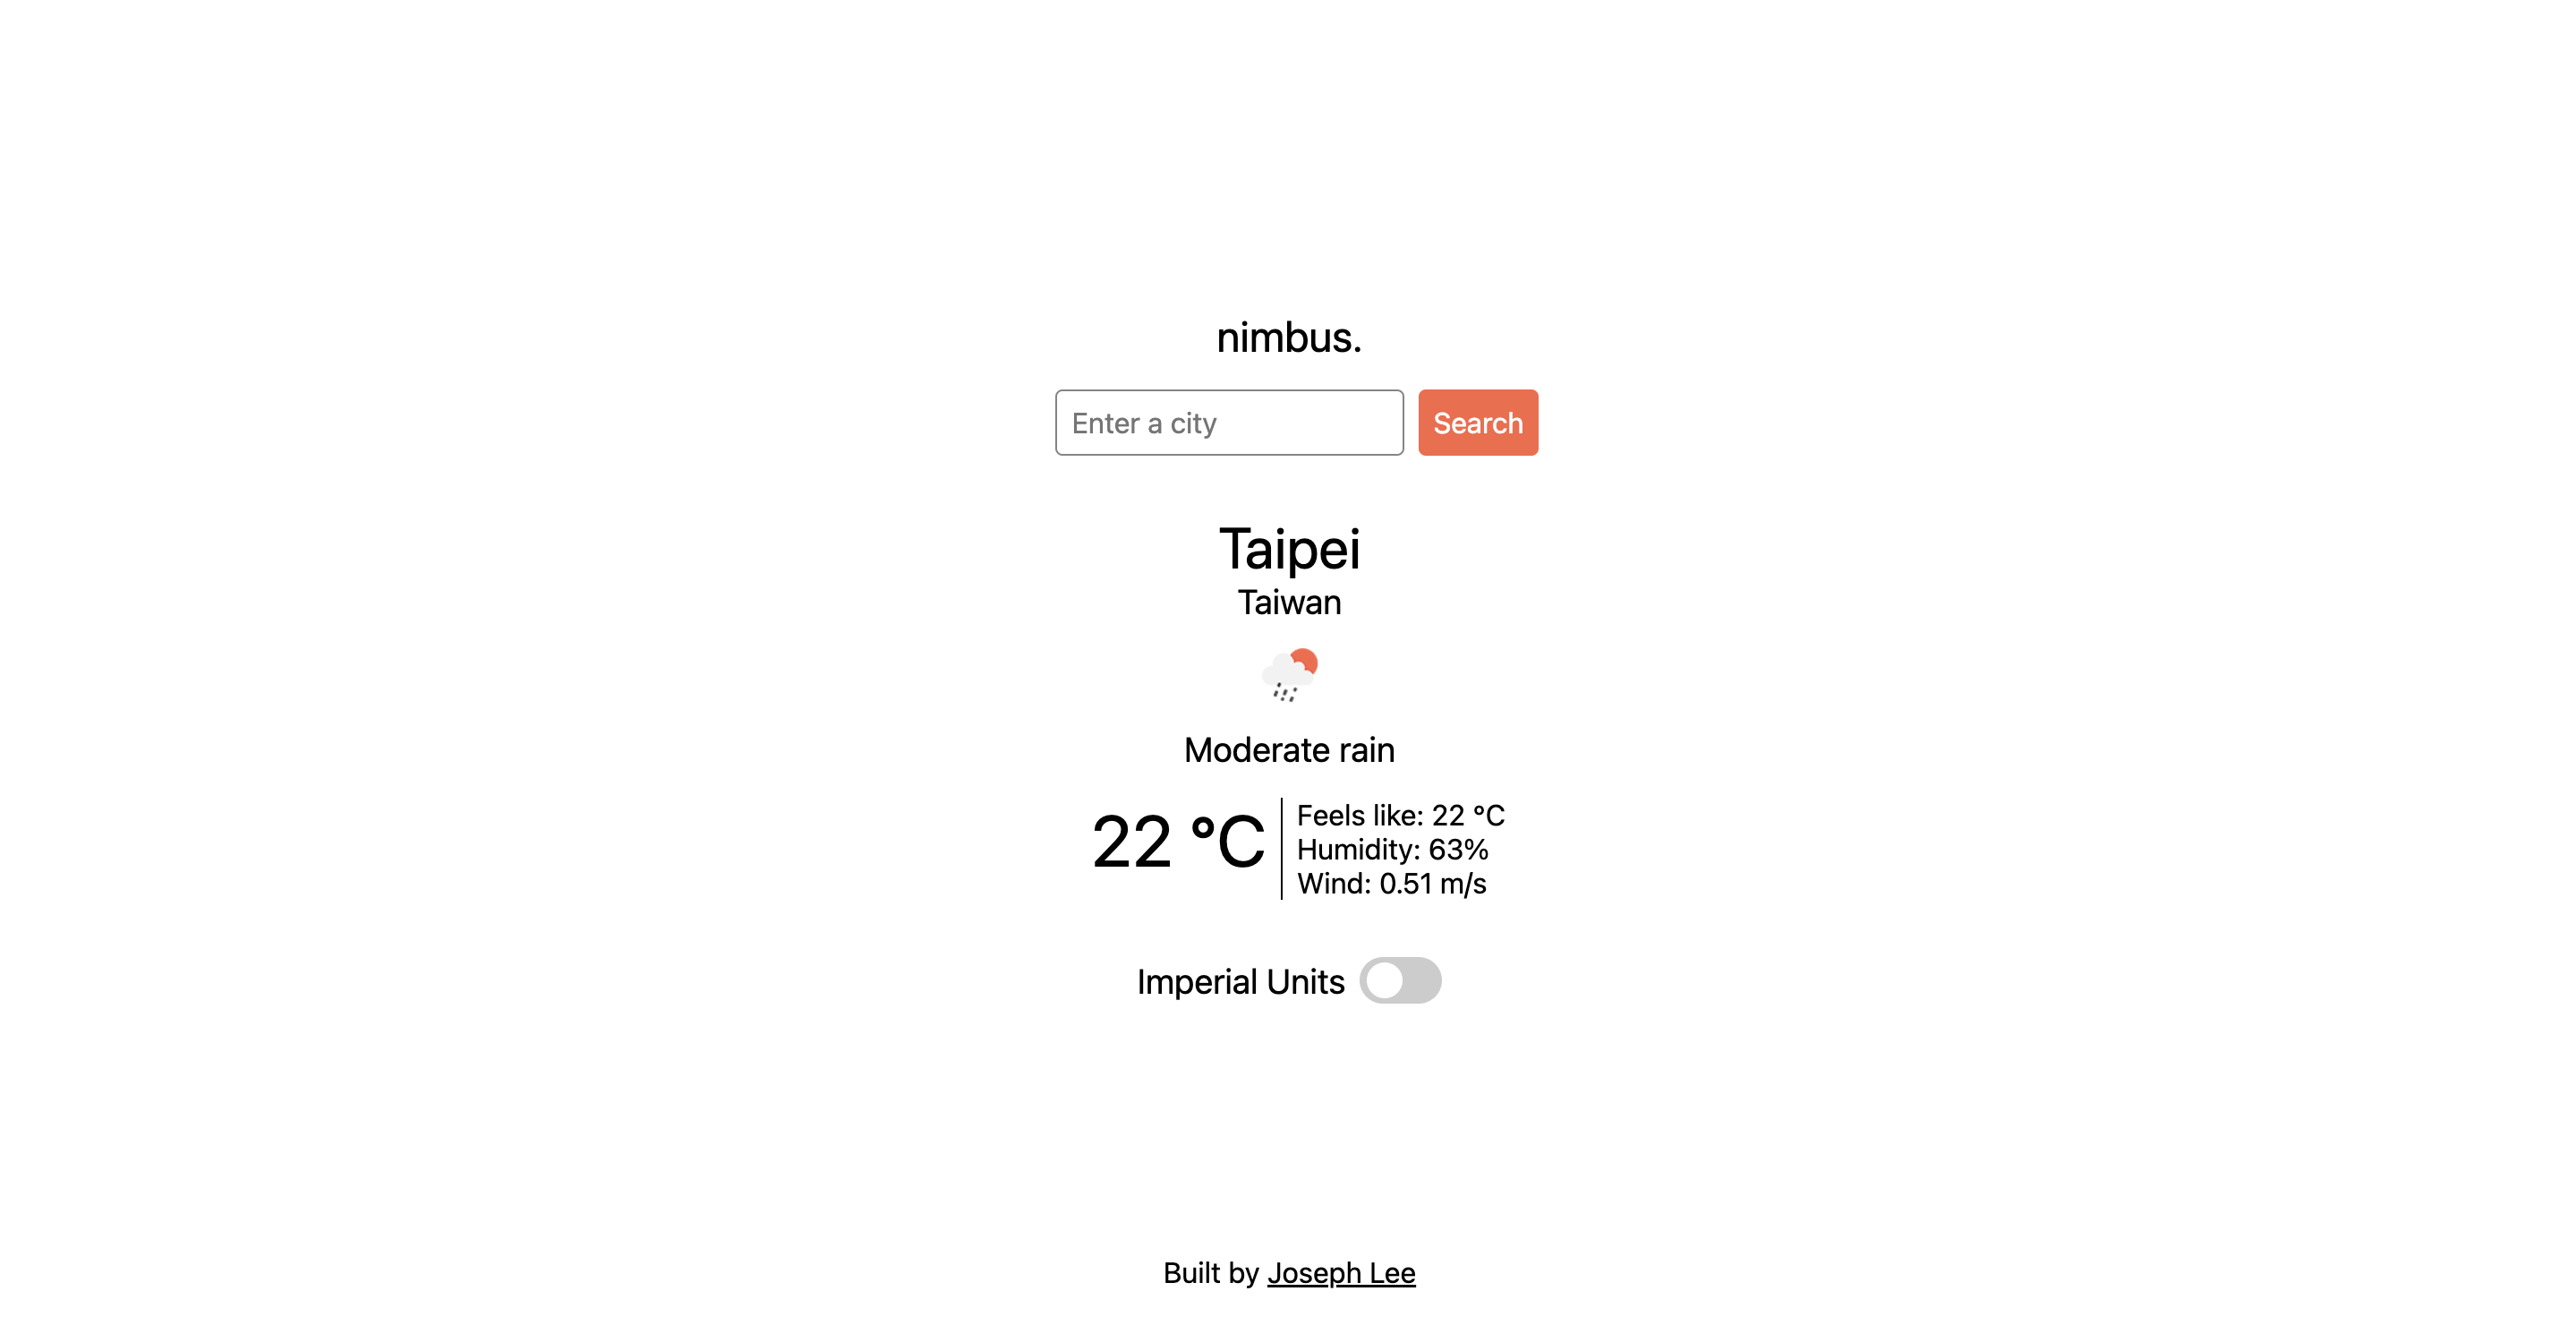 nimbus.
Enter a city
Search
Taipei
Taiwan
Moderate rain
22 °C
Feels like: 22 °C
Humidity: 63%
Wind: 0.51 m/s
Imperial Units
Built by Joseph Lee